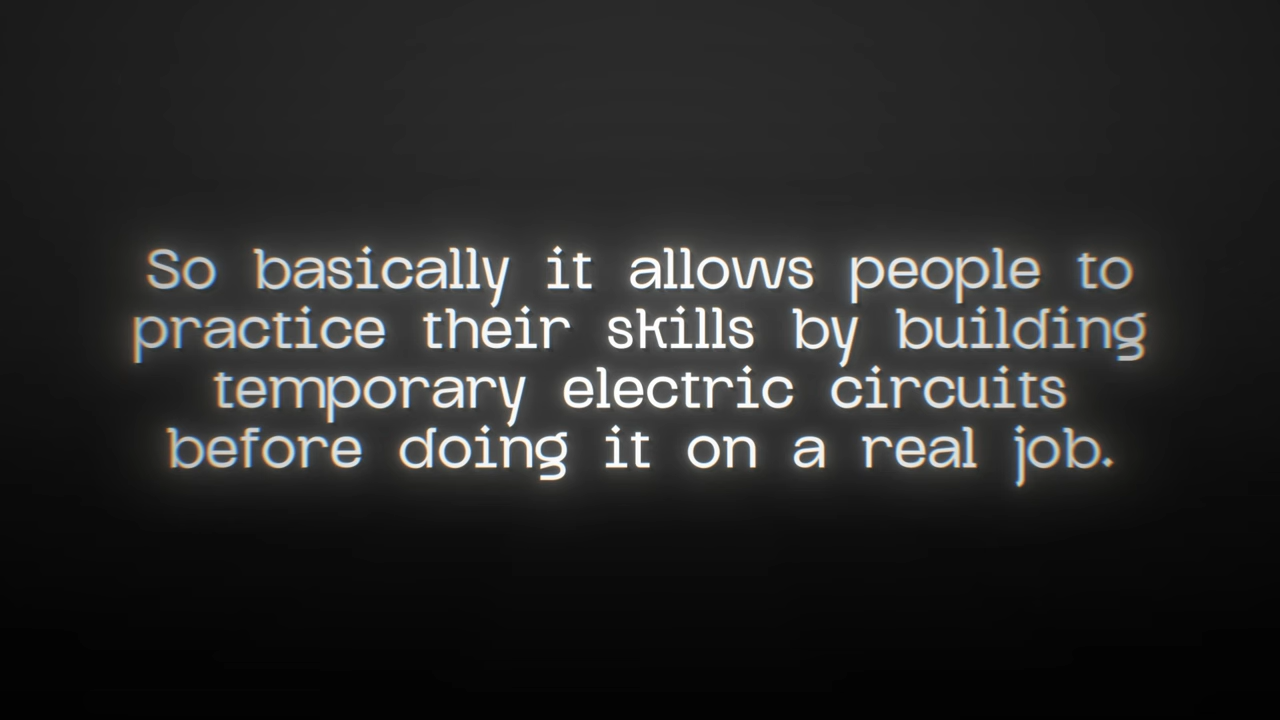 So basically it allows people to
practice their skills by building
temporary electric circuits
before doing it on a real job.